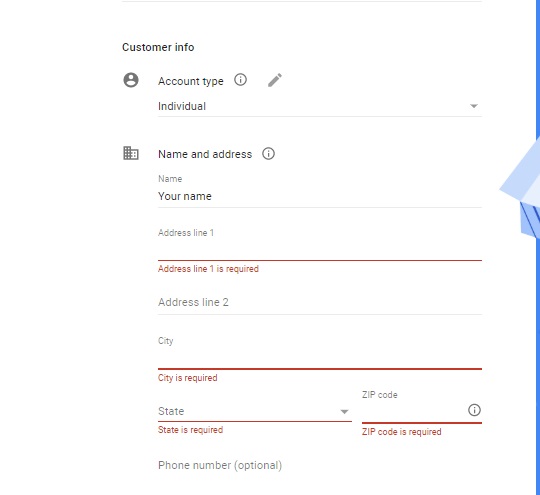 Customer info
Account type
Individual
Name and address
Name
Your name
Address line 1
Address line 1 is required
Address line 2
City
City is required
State
ZIP code
State is required
ZIP code is required
Phone number (optional)